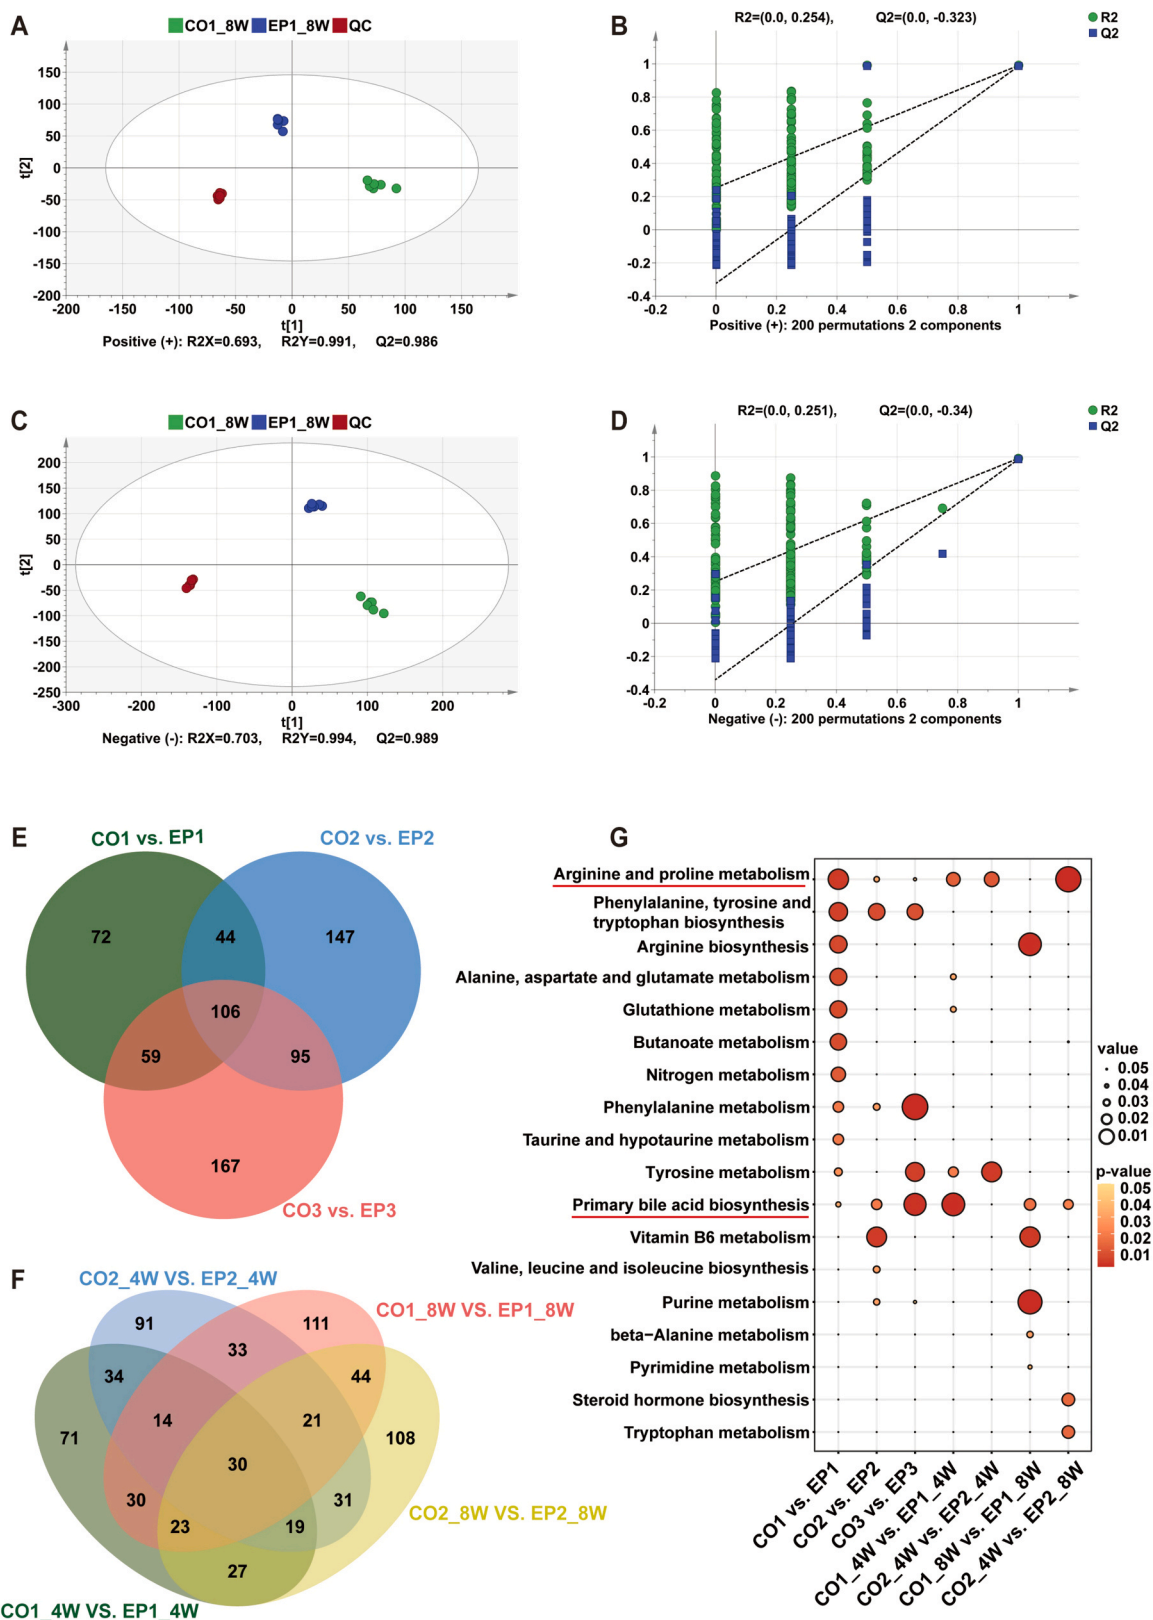 A
CO1_8W EP1_8W QC
t[2]
150
100
50
0
-50
-100
-150
-200
-200 -150 -100 -50 0 50 100 150
t[1]
Positive (+): R2X=0.693, R2Y=0.991, Q2=0.986
B
R2=(0.0, 0.254), Q2=(0.0, -0.323)
R2
Q2
1
0.8
0.6
0.4
0.2
0
-0.2
-0.4
-0.2 0 0.2 0.4 0.6 0.8 1
Positive (+): 200 permutations 2 components
C
CO1_8W EP1_8W QC
t[2]
200
150
100
50
0
-50
-100
-150
-200
-250
-300 -200 -100 0 100 200
t[1]
Negative (-): R2X=0.703, R2Y=0.994, Q2=0.989
D
R2=(0.0, 0.251), Q2=(0.0, -0.34)
R2
Q2
1
0.8
0.6
0.4
0.2
0
-0.2
-0.4
-0.2 0 0.2 0.4 0.6 0.8 1
Negative (-): 200 permutations 2 components
E
CO1 vs. EP1
CO2 vs. EP2
72 44 147
106
59 95
167
CO3 vs. EP3
F
CO2_4W VS. EP2_4W
CO1_8W VS. EP1_8W
91 111
33
34 44
14 21
71 108
30
30 31
23 19
27
CO2_8W VS. EP2_8W
CO1_4W VS. EP1_4W
G
Arginine and proline metabolism
Phenylalanine, tyrosine and
tryptophan biosynthesis
Arginine biosynthesis
Alanine, aspartate and glutamate metabolism
Glutathione metabolism
Butanoate metabolism
Nitrogen metabolism
Phenylalanine metabolism
Taurine and hypotaurine metabolism
Tyrosine metabolism
Primary bile acid biosynthesis
Vitamin B6 metabolism
Valine, leucine and isoleucine biosynthesis
Purine metabolism
beta−Alanine metabolism
Pyrimidine metabolism
Steroid hormone biosynthesis
Tryptophan metabolism
CO1 vs. EP1
CO2 vs. EP2
CO3 vs. EP3
CO1_4W vs. EP1_4W
CO2_4W vs. EP2_4W
CO1_8W vs. EP1_8W
CO2_4W vs. EP2_8W
value
0.05
0.04
0.03
0.02
0.01
p-value
0.05
0.04
0.03
0.02
0.01